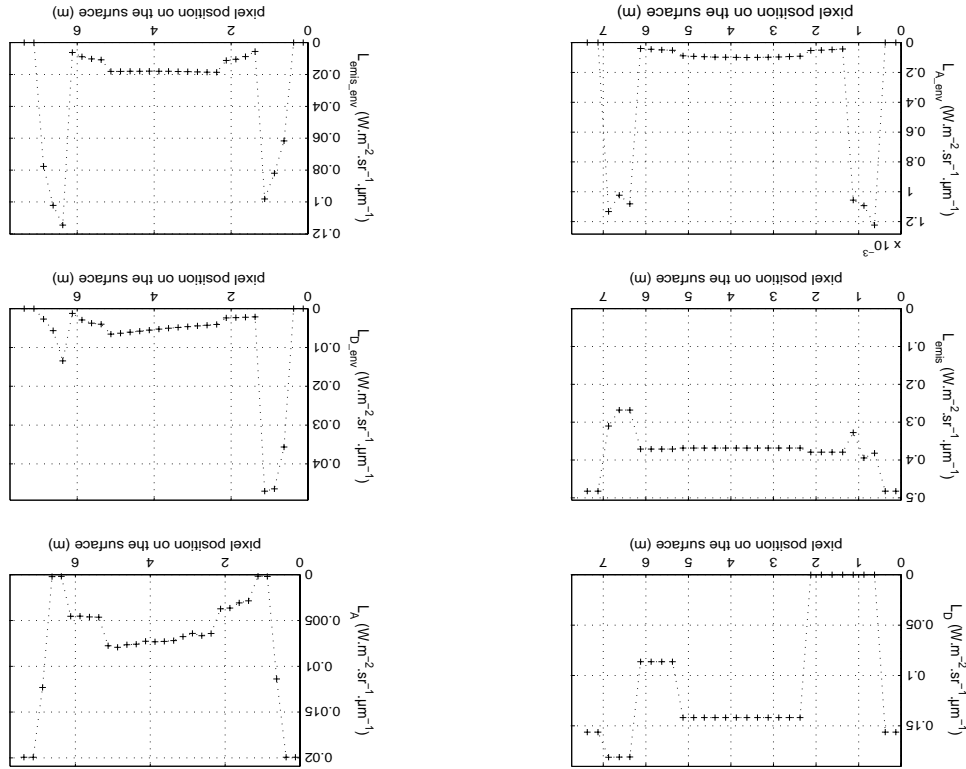 L_D (W.m⁻².sr⁻¹.µm⁻¹)
0.15
0.1
0.05
0
0 1 2 3 4 5 6 7
pixel position on the surface (m)
L_A (W.m⁻².sr⁻¹.µm⁻¹)
0.02
0.015
0.01
0.005
0
0 2 4 6
pixel position on the surface (m)
L_emis (W.m⁻².sr⁻¹.µm⁻¹)
0.5
0.4
0.3
0.2
0.1
0
0 1 2 3 4 5 6 7
pixel position on the surface (m)
L_D_env (W.m⁻².sr⁻¹.µm⁻¹)
0.04
0.03
0.02
0.01
0
0 2 4 6
pixel position on the surface (m)
x 10⁻³
L_A_env (W.m⁻².sr⁻¹.µm⁻¹)
1.2
1
0.8
0.6
0.4
0.2
0
0 1 2 3 4 5 6 7
pixel position on the surface (m)
L_emis_env (W.m⁻².sr⁻¹.µm⁻¹)
0.12
0.1
0.08
0.06
0.04
0.02
0
0 2 4 6
pixel position on the surface (m)